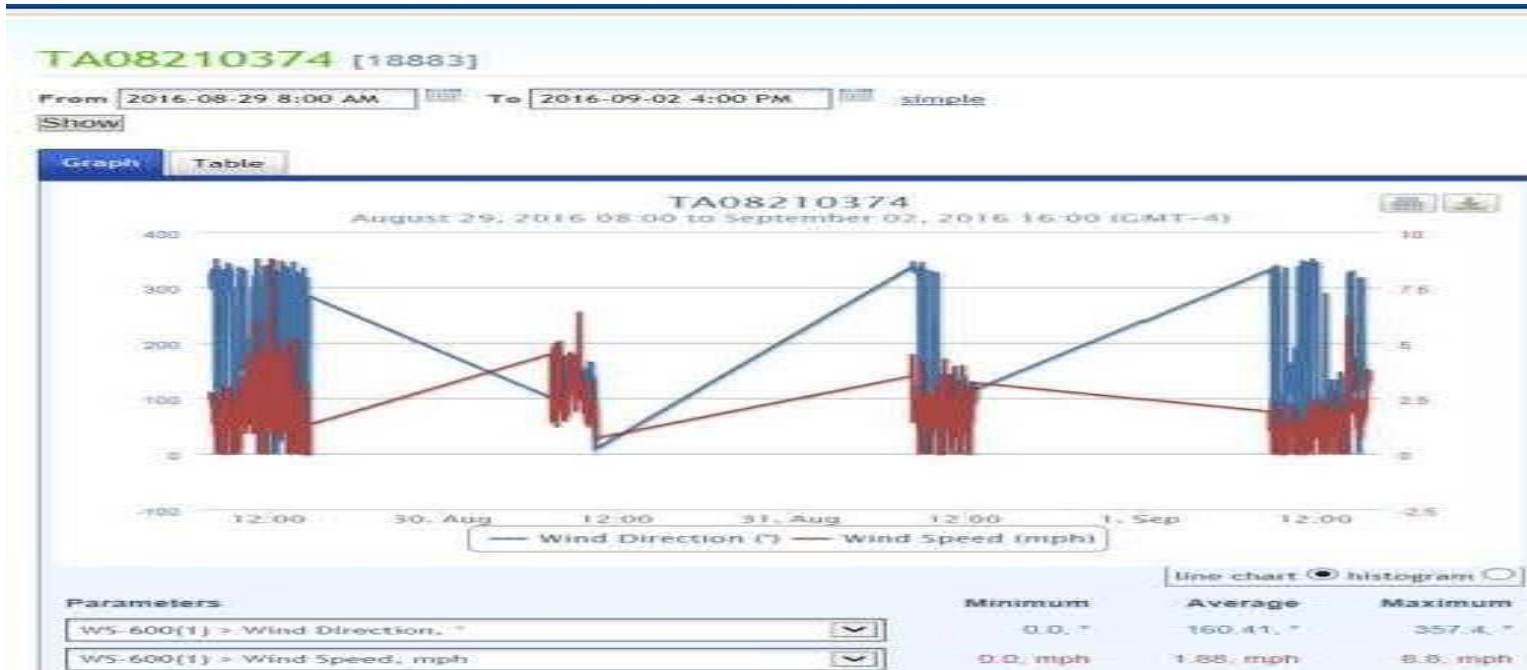 TA08210374 [18883]
From 2016-08-29 8:00 AM To 2016-09-02 4:00 PM simple
Show
Graph Table
TA08210374
August 29, 2016 08:00 to September 02, 2016 16:00 (GMT-4)
400 10
300 7.5
200 5
100 2.5
0 0
-100 -2.5
12:00 30. Aug 12:00 31. Aug 12:00 1. Sep 12:00
Wind Direction (°) Wind Speed (mph)
line chart histogram
Parameters Minimum Average Maximum
WS-600(1) > Wind Direction, ° 0.0, ° 160.41, ° 357.4, °
WS-600(1) > Wind Speed, mph 0.0, mph 1.88, mph 8.8, mph